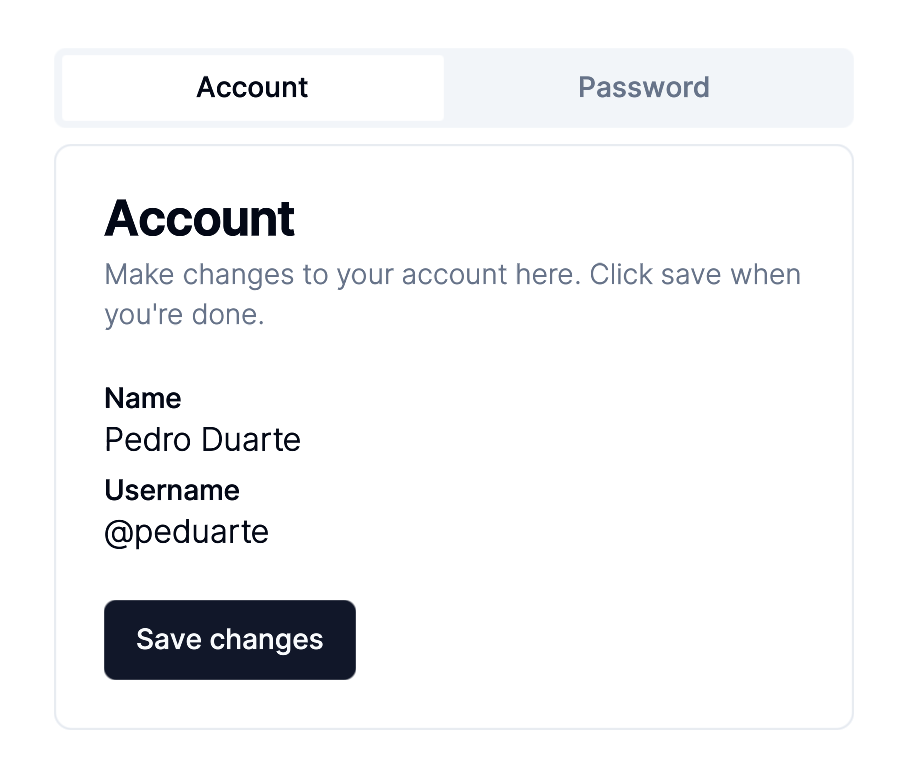 Account
Password
Account
Make changes to your account here. Click save when
you're done.
Name
Pedro Duarte
Username
@peduarte
Save changes